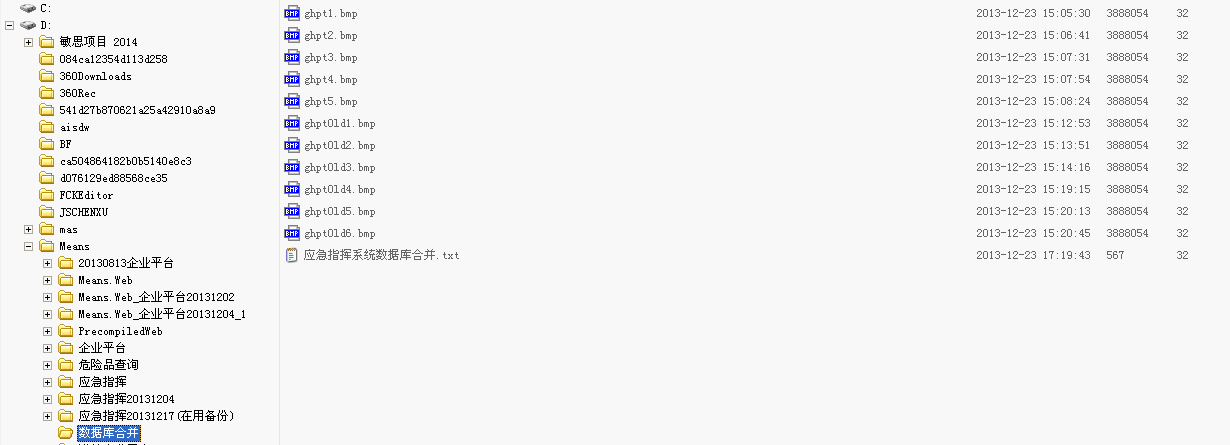 C:
D:
敏思项目 2014
084ca12354d113d258
360Downloads
360Rec
541d27b870621a25a42910a8a9
aisdw
BF
ca504864182b0b5140e8c3
d076129ed88568ce35
FCKEditor
JSCHENXU
mas
Means
20130813企业平台
Means.Web
Means.Web_企业平台20131202
Means.Web_企业平台20131204_1
PrecompiledWeb
企业平台
危险品查询
应急指挥
应急指挥20131204
应急指挥20131217(在用备份)
数据库合并
ghpt1.bmp 2013-12-23 15:05:30 3888054 32
ghpt2.bmp 2013-12-23 15:06:41 3888054 32
ghpt3.bmp 2013-12-23 15:07:31 3888054 32
ghpt4.bmp 2013-12-23 15:07:54 3888054 32
ghpt5.bmp 2013-12-23 15:08:24 3888054 32
ghptOld1.bmp 2013-12-23 15:12:53 3888054 32
ghptOld2.bmp 2013-12-23 15:13:51 3888054 32
ghptOld3.bmp 2013-12-23 15:14:16 3888054 32
ghptOld4.bmp 2013-12-23 15:19:15 3888054 32
ghptOld5.bmp 2013-12-23 15:20:13 3888054 32
ghptOld6.bmp 2013-12-23 15:20:45 3888054 32
应急指挥系统数据库合并.txt 2013-12-23 17:19:43 567 32